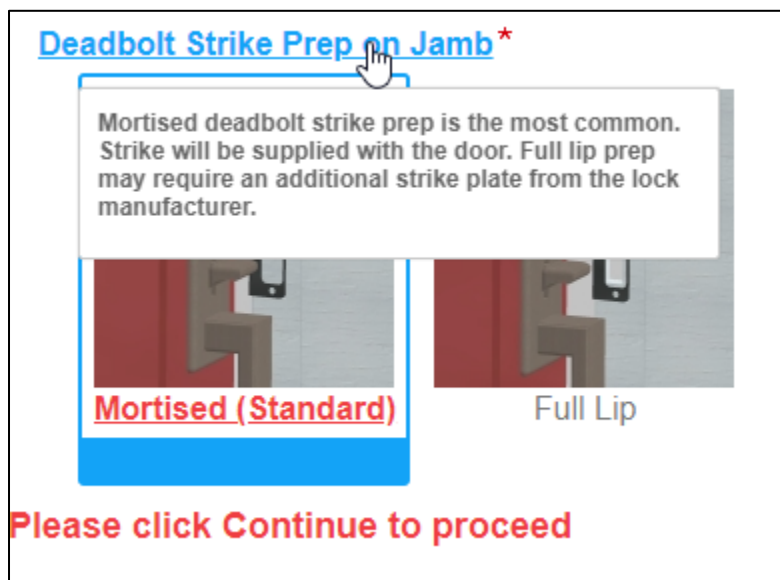 Deadbolt Strike Prep on Jamb*
Mortised deadbolt strike prep is the most common.
Strike will be supplied with the door. Full lip prep
may require an additional strike plate from the lock
manufacturer.
Mortised (Standard)
Full Lip
Please click Continue to proceed